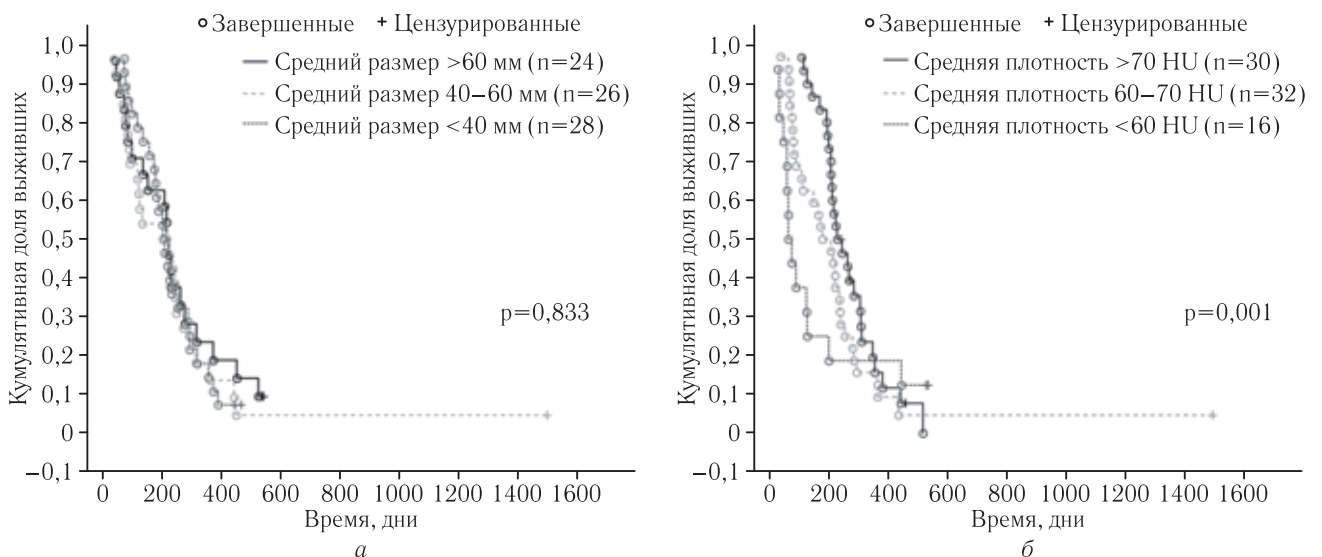 Завершенные + Цензурированные
Средний размер >60 мм (n=24)
Средний размер 40–60 мм (n=26)
Средний размер <40 мм (n=28)
Кумулятивная доля выживших
1,0
0,9
0,8
0,7
0,6
0,5
0,4
0,3
0,2
0,1
0
−0,1
p=0,833
0 200 400 600 800 1000 1200 1400 1600
Время, дни
а
Завершенные + Цензурированные
Средняя плотность >70 HU (n=30)
Средняя плотность 60–70 HU (n=32)
Средняя плотность <60 HU (n=16)
Кумулятивная доля выживших
1,0
0,9
0,8
0,7
0,6
0,5
0,4
0,3
0,2
0,1
0
−0,1
p=0,001
0 200 400 600 800 1000 1200 1400 1600
Время, дни
б